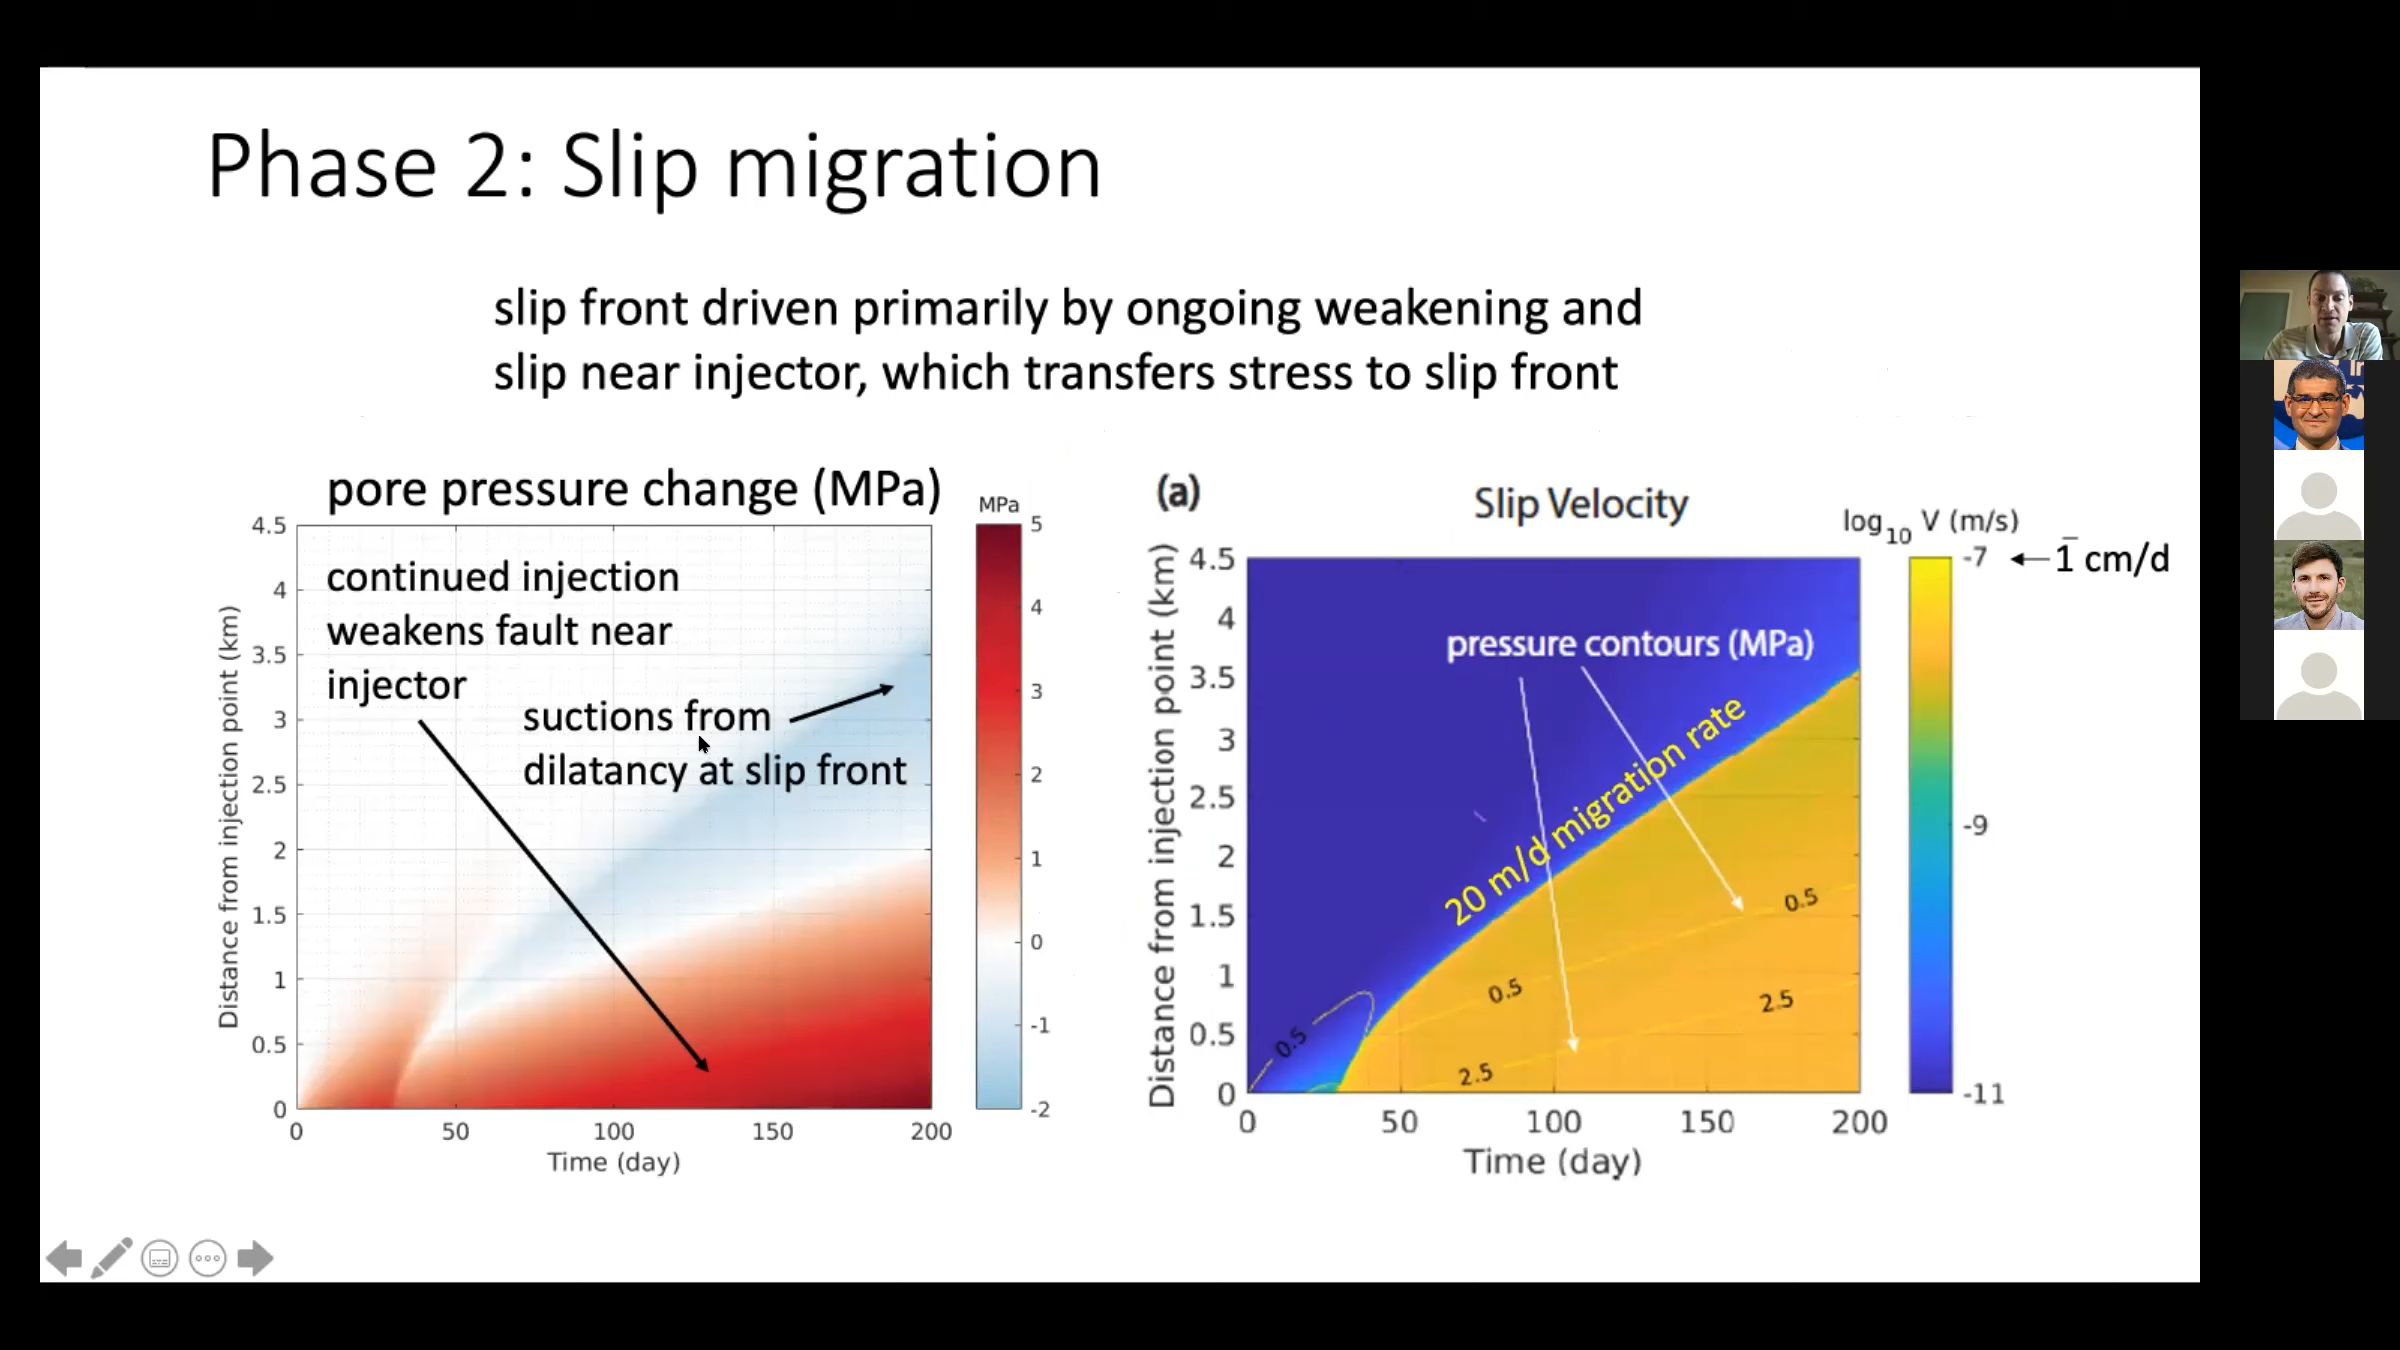 Phase 2: Slip migration
slip front driven primarily by ongoing weakening and
slip near injector, which transfers stress to slip front
pore pressure change (MPa)
MPa
continued injection
weakens fault near
injector
suctions from
dilatancy at slip front
Distance from injection point (km)
4.5
4
3.5
3
2.5
2
1.5
1
0.5
0
0
50
100
150
200
Time (day)
5
4
3
2
1
0
-1
-2
(a)
Slip Velocity
log10 V (m/s)
-7
1 cm/d
-9
-11
pressure contours (MPa)
20 m/d migration rate
0.5
0.5
0.5
2.5
2.5
Distance from injection point (km)
4.5
4
3.5
3
2.5
2
1.5
1
0.5
0
0
50
100
150
200
Time (day)